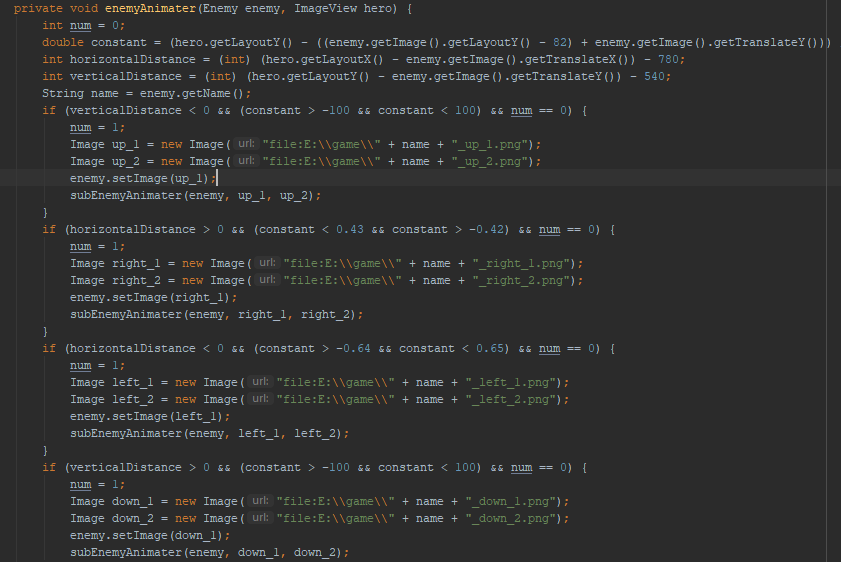 private void enemyAnimater(Enemy enemy, ImageView hero) {
int num = 0;
double constant = (hero.getLayoutY() - ((enemy.getImage().getLayoutY() - 82) + enemy.getImage().getTranslateY()))
int horizontalDistance = (int) (hero.getLayoutX() - enemy.getImage().getTranslateX()) - 780;
int verticalDistance = (int) (hero.getLayoutY() - enemy.getImage().getTranslateY()) - 540;
String name = enemy.getName();
if (verticalDistance < 0 && (constant > -100 && constant < 100) && num == 0) {
num = 1;
Image up_1 = new Image( url: "file:E:\\game\\" + name + "_up_1.png");
Image up_2 = new Image( url: "file:E:\\game\\" + name + "_up_2.png");
enemy.setImage(up_1);
subEnemyAnimater(enemy, up_1, up_2);
}
if (horizontalDistance > 0 && (constant < 0.43 && constant > -0.42) && num == 0) {
num = 1;
Image right_1 = new Image( url: "file:E:\\game\\" + name + "_right_1.png");
Image right_2 = new Image( url: "file:E:\\game\\" + name + "_right_2.png");
enemy.setImage(right_1);
subEnemyAnimater(enemy, right_1, right_2);
}
if (horizontalDistance < 0 && (constant > -0.64 && constant < 0.65) && num == 0) {
num = 1;
Image left_1 = new Image( url: "file:E:\\game\\" + name + "_left_1.png");
Image left_2 = new Image( url: "file:E:\\game\\" + name + "_left_2.png");
enemy.setImage(left_1);
subEnemyAnimater(enemy, left_1, left_2);
}
if (verticalDistance > 0 && (constant > -100 && constant < 100) && num == 0) {
num = 1;
Image down_1 = new Image( url: "file:E:\\game\\" + name + "_down_1.png");
Image down_2 = new Image( url: "file:E:\\game\\" + name + "_down_2.png");
enemy.setImage(down_1);
subEnemyAnimater(enemy, down_1, down_2);